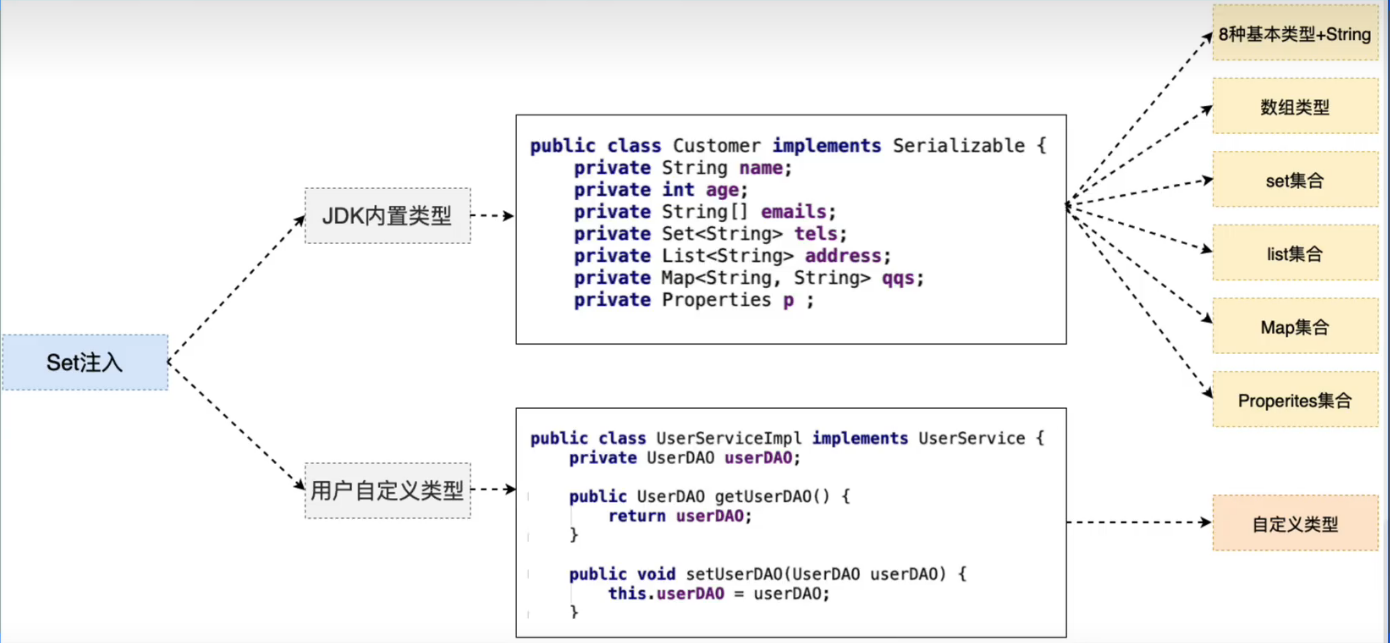 Set注入
JDK内置类型
用户自定义类型
public class Customer implements Serializable {
private String name;
private int age;
private String[] emails;
private Set<String> tels;
private List<String> address;
private Map<String, String> qqs;
private Properties p ;
public class UserServiceImpl implements UserService {
private UserDAO userDAO;
public UserDAO getUserDAO() {
return userDAO;
}
public void setUserDAO(UserDAO userDAO) {
this.userDAO = userDAO;
}
8种基本类型+String
数组类型
set集合
list集合
Map集合
Properites集合
自定义类型